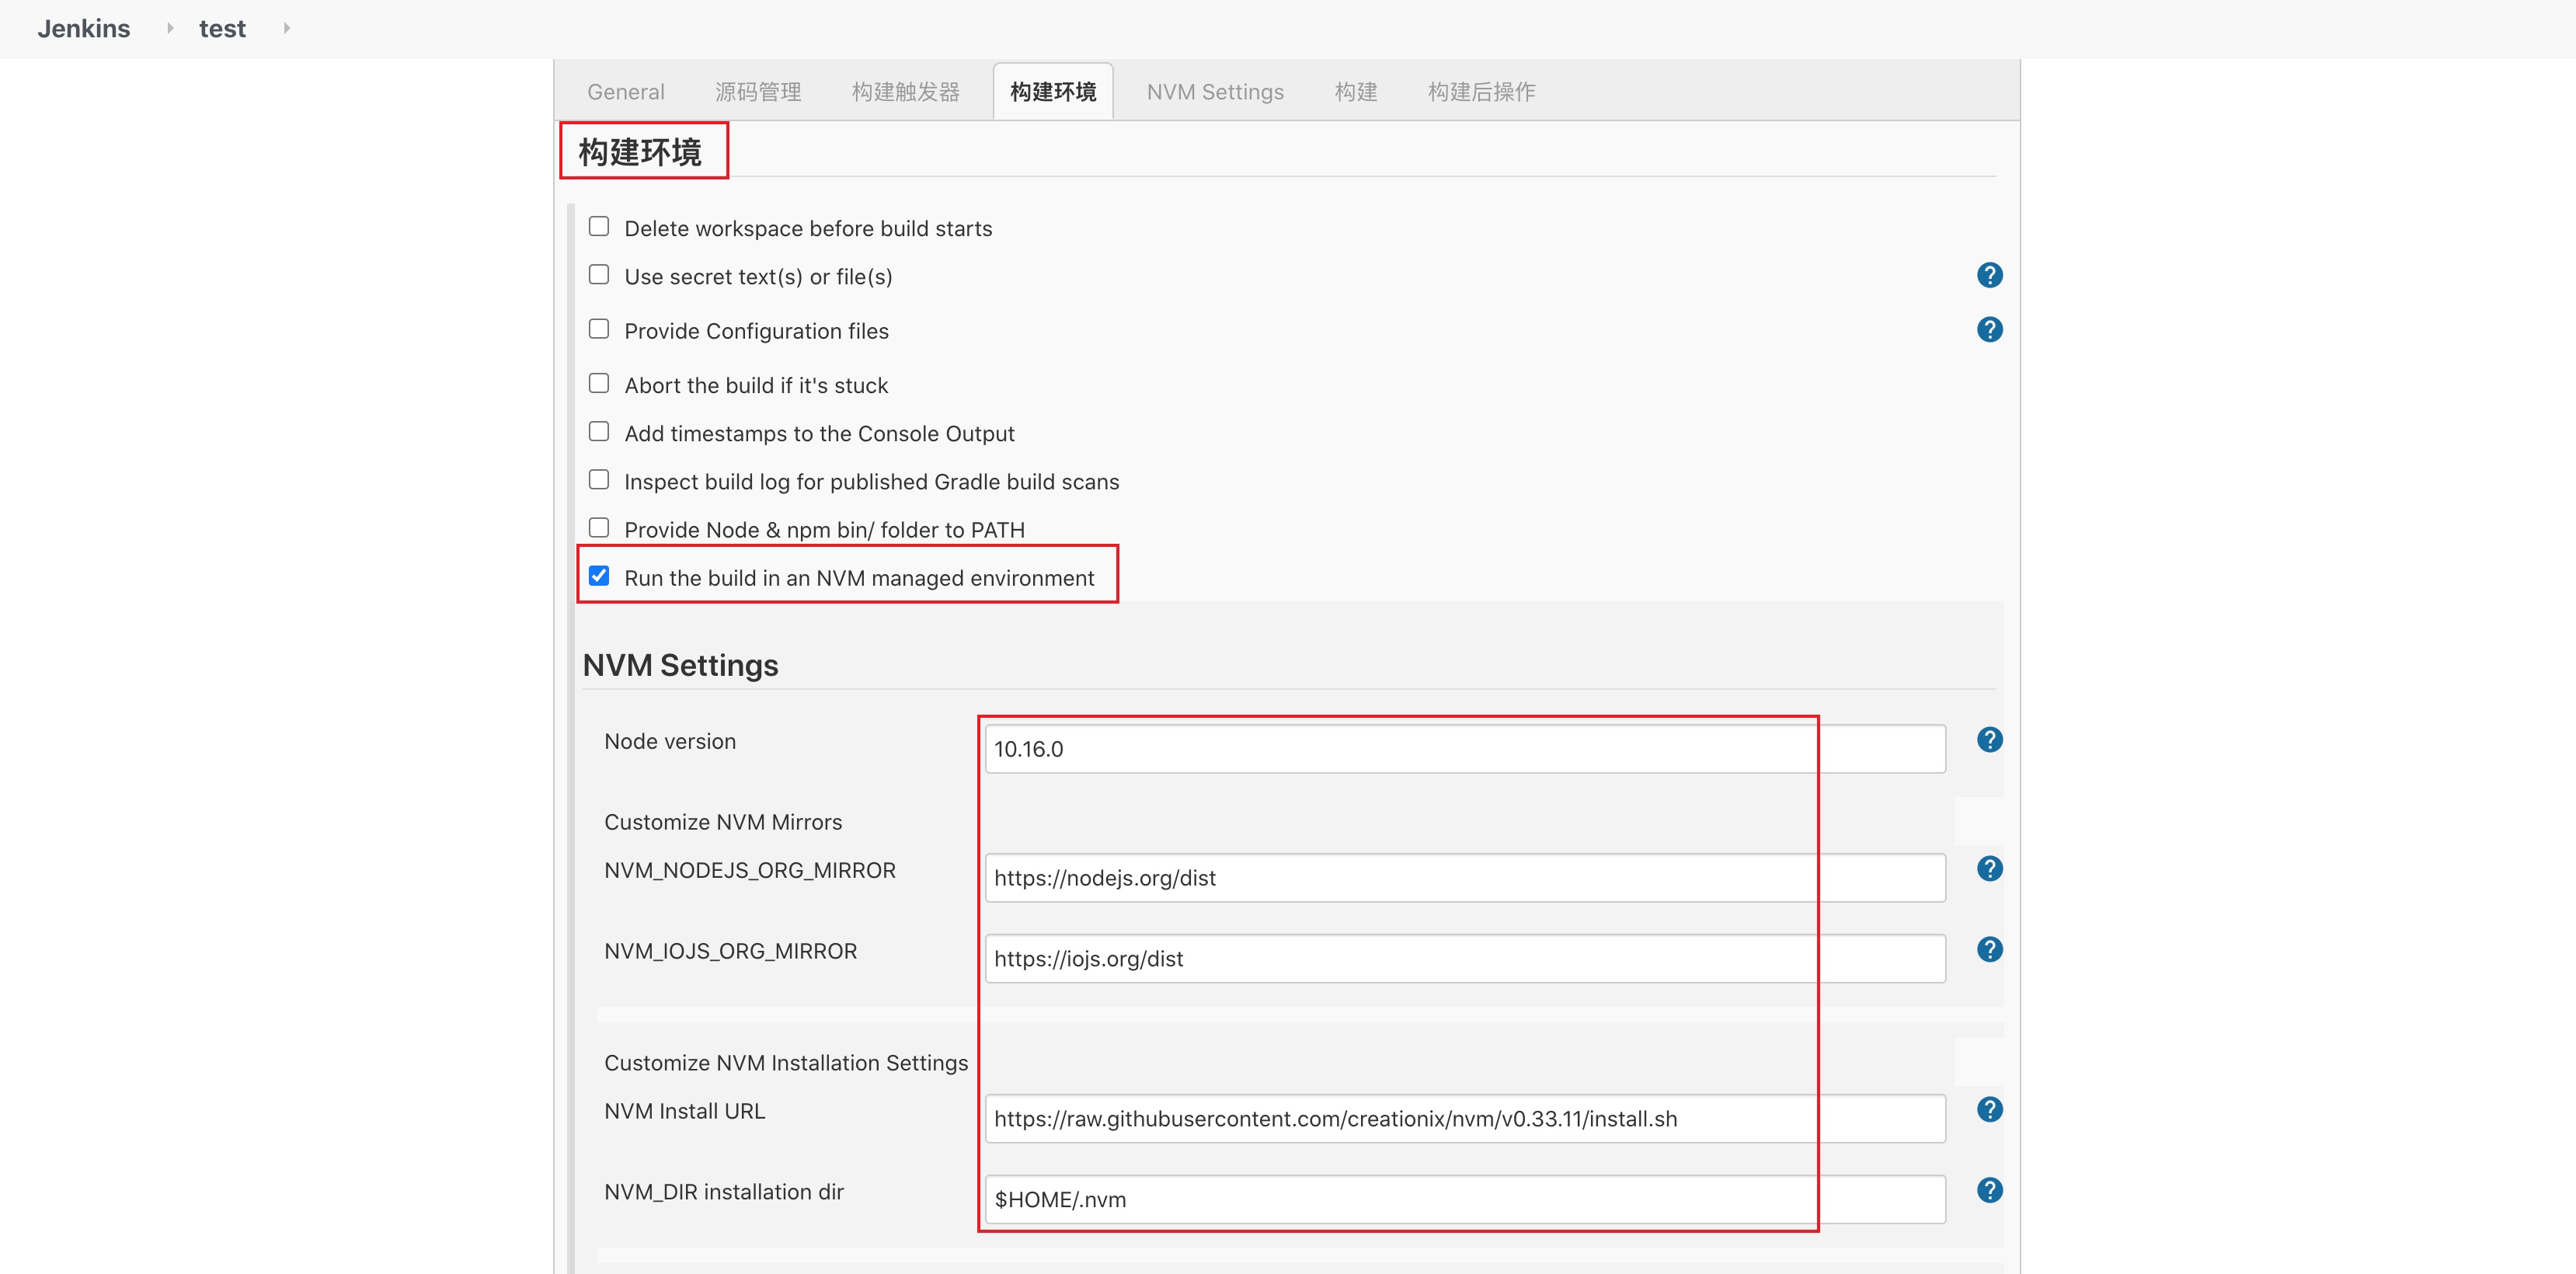 Jenkins test
General 源码管理 构建触发器 构建环境 NVM Settings 构建 构建后操作
构建环境
Delete workspace before build starts
Use secret text(s) or file(s)
Provide Configuration files
Abort the build if it's stuck
Add timestamps to the Console Output
Inspect build log for published Gradle build scans
Provide Node & npm bin/ folder to PATH
Run the build in an NVM managed environment
NVM Settings
Node version 10.16.0
Customize NVM Mirrors
NVM_NODEJS_ORG_MIRROR https://nodejs.org/dist
NVM_IOJS_ORG_MIRROR https://iojs.org/dist
Customize NVM Installation Settings
NVM Install URL https://raw.githubusercontent.com/creationix/nvm/v0.33.11/install.sh
NVM_DIR installation dir $HOME/.nvm